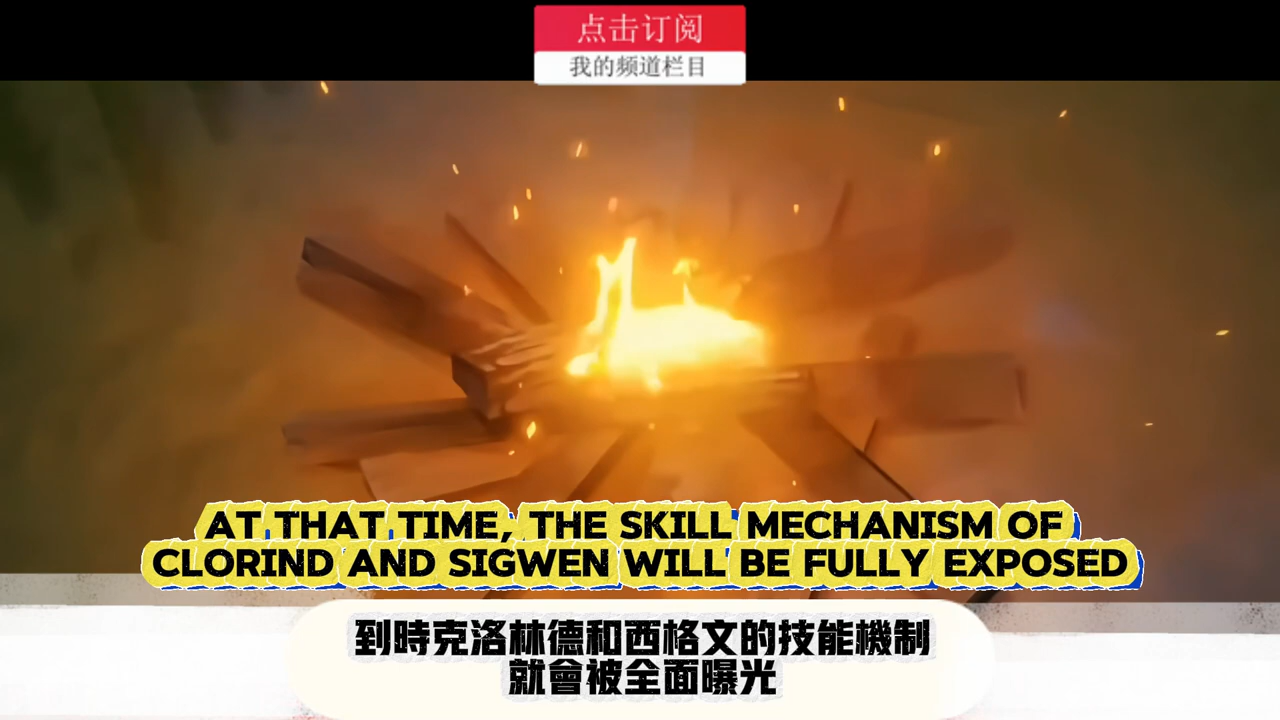 点击订阅
我的频道栏目
AT THAT TIME, THE SKILL MECHANISM OF
CLORIND AND SIGWEN WILL BE FULLY EXPOSED
到時克洛林德和西格文的技能機制
就會被全面曝光